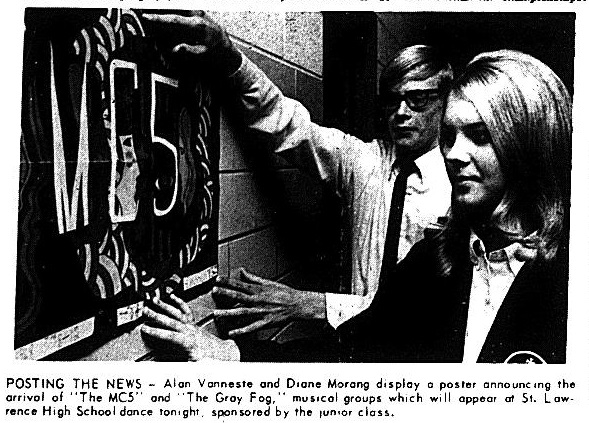 MC5
POSTING THE NEWS – Alan Vanneste and Diane Morang display a poster announcing the
arrival of "The MC5" and "The Gray Fog," musical groups which will appear at St. Law-
rence High School dance tonight, sponsored by the junior class.